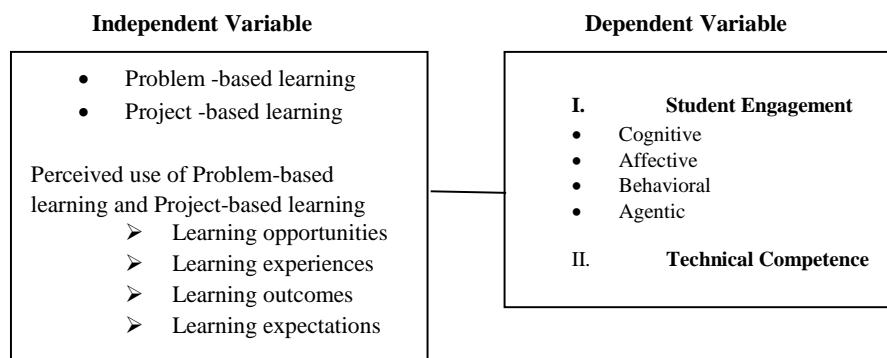 Independent Variable
• Problem -based learning
• Project -based learning
Perceived use of Problem-based
learning and Project-based learning
➢ Learning opportunities
➢ Learning experiences
➢ Learning outcomes
➢ Learning expectations
Dependent Variable
I. Student Engagement
• Cognitive
• Affective
• Behavioral
• Agentic
II. Technical Competence